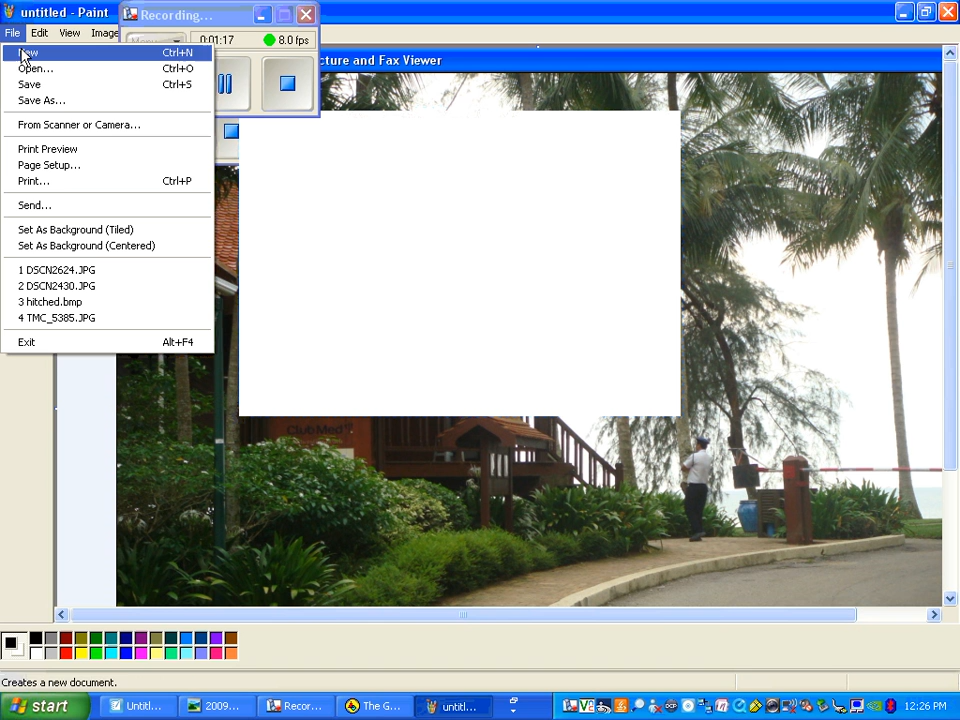 untitled - Paint
Recording...
File Edit View Image
0:01:17 8.0 fps
New Ctrl+N
Open... Ctrl+O
cture and Fax Viewer
Save Ctrl+S
Save As...
From Scanner or Camera...
Print Preview
Page Setup...
Print... Ctrl+P
Send...
Set As Background (Tiled)
Set As Background (Centered)
1 DSCN2624.JPG
2 DSCN2430.JPG
3 hitched.bmp
4 TMC_5385.JPG
Exit Alt+F4
Club Med
Creates a new document.
start Untitl... 2009... Recor... The G... untitl... 12:26 PM